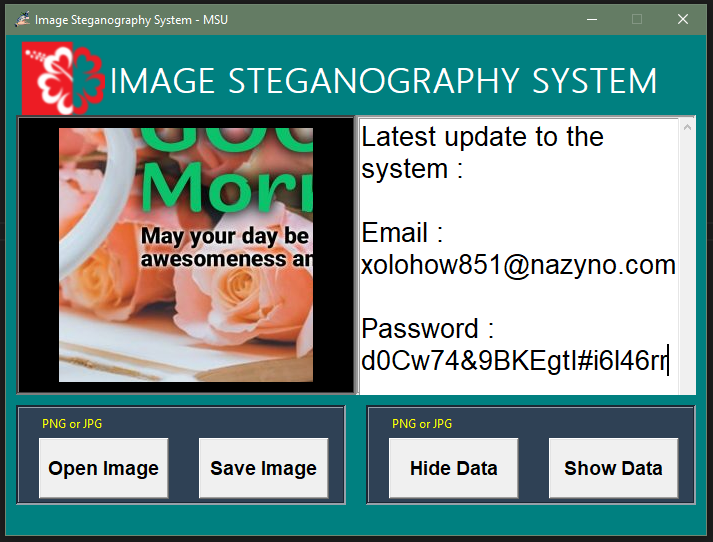 Image Steganography System - MSU
IMAGE STEGANOGRAPHY SYSTEM
Morn
May your day be
awesomeness an
Latest update to the
system :
Email :
xolohow851@nazyno.com
Password :
d0Cw74&9BKEgtI#i6l46rr
PNG or JPG
Open Image
Save Image
PNG or JPG
Hide Data
Show Data